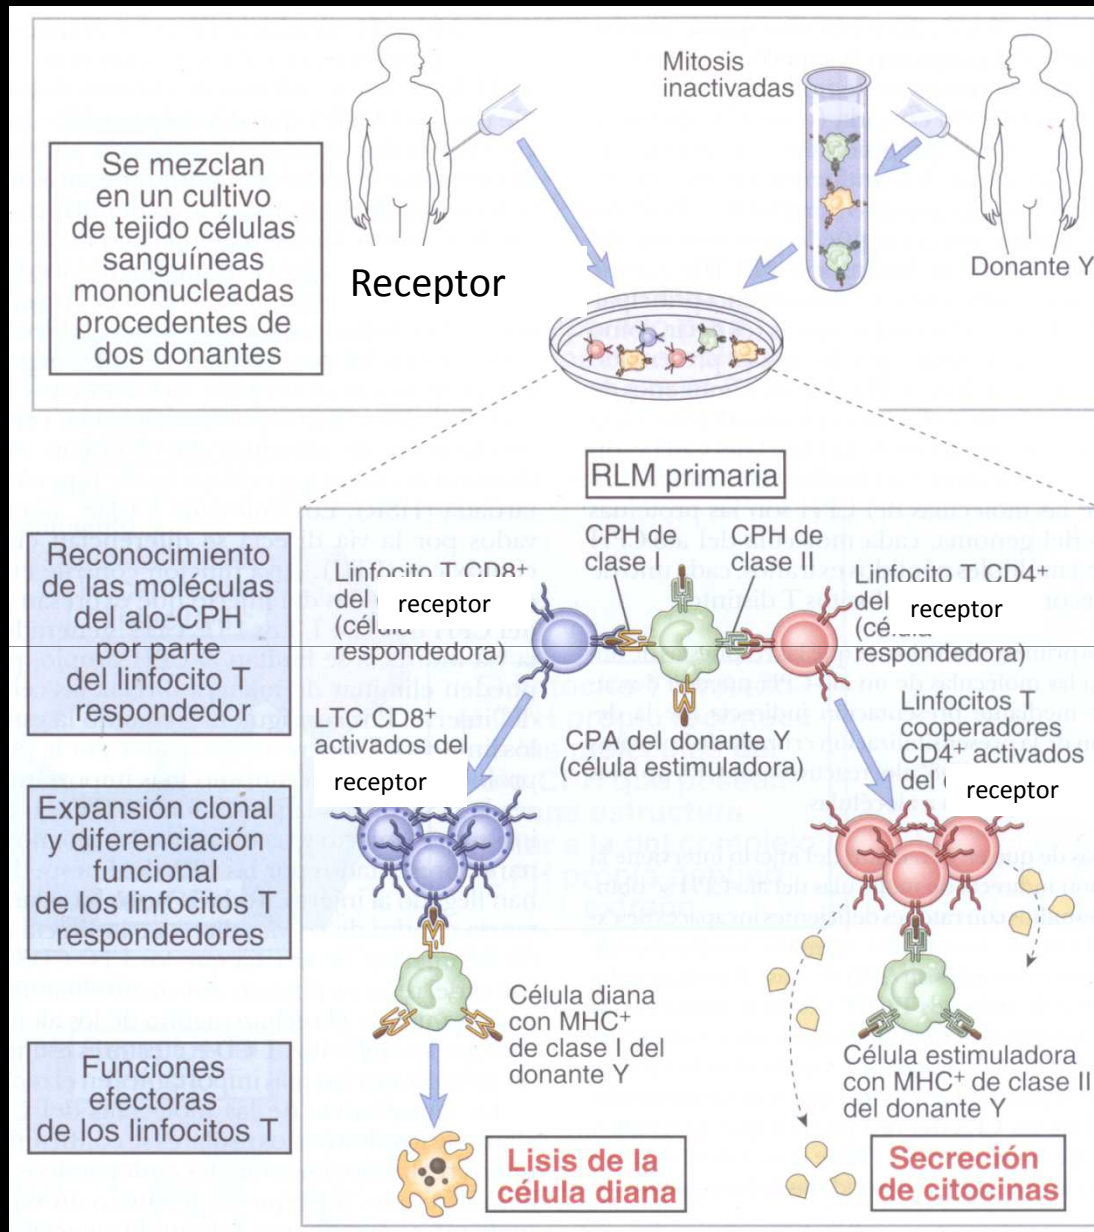 Mitosis
inactivadas
Se mezclan
en un cultivo
de tejido células
sanguíneas
mononucleadas
procedentes de
dos donantes
Receptor
Donante Y
RLM primaria
Reconocimiento
de las moléculas
del alo-CPH
por parte
del linfocito T
respondedor
Linfocito T CD8+
del receptor
(célula
respondedora)
CPH de
clase I
CPH de
clase II
Linfocito T CD4+
del receptor
respondedora)
CPA del donante Y
(célula estimuladora)
LTC CD8+
activados del
receptor
Linfocitos T
cooperadores
CD4+ activados
del receptor
Expansión clonal
y diferenciación
funcional
de los linfocitos T
respondedores
Célula diana
con MHC+
de clase I del
donante Y
Célula estimuladora
con MHC+ de clase II
del donante Y
Funciones
efectoras
de los linfocitos T
Lisis de la
célula diana
Secreción
de citocinas